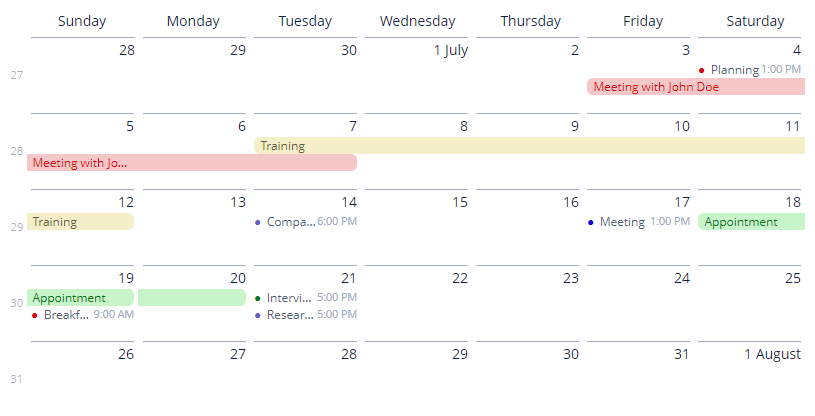 Sunday Monday Tuesday Wednesday Thursday Friday Saturday
28 29 30 1 July 2 3 4
27
Planning 1:00 PM
Meeting with John Doe
5 6 7 8 9 10 11
28
Training
Meeting with Jo...
12 13 14 15 16 17 18
29
Training Compa... 6:00 PM Meeting 1:00 PM Appointment
19 20 21 22 23 24 25
30
Appointment Intervi... 5:00 PM
Breakf... 9:00 AM Resear... 5:00 PM
26 27 28 29 30 31 1 August
31